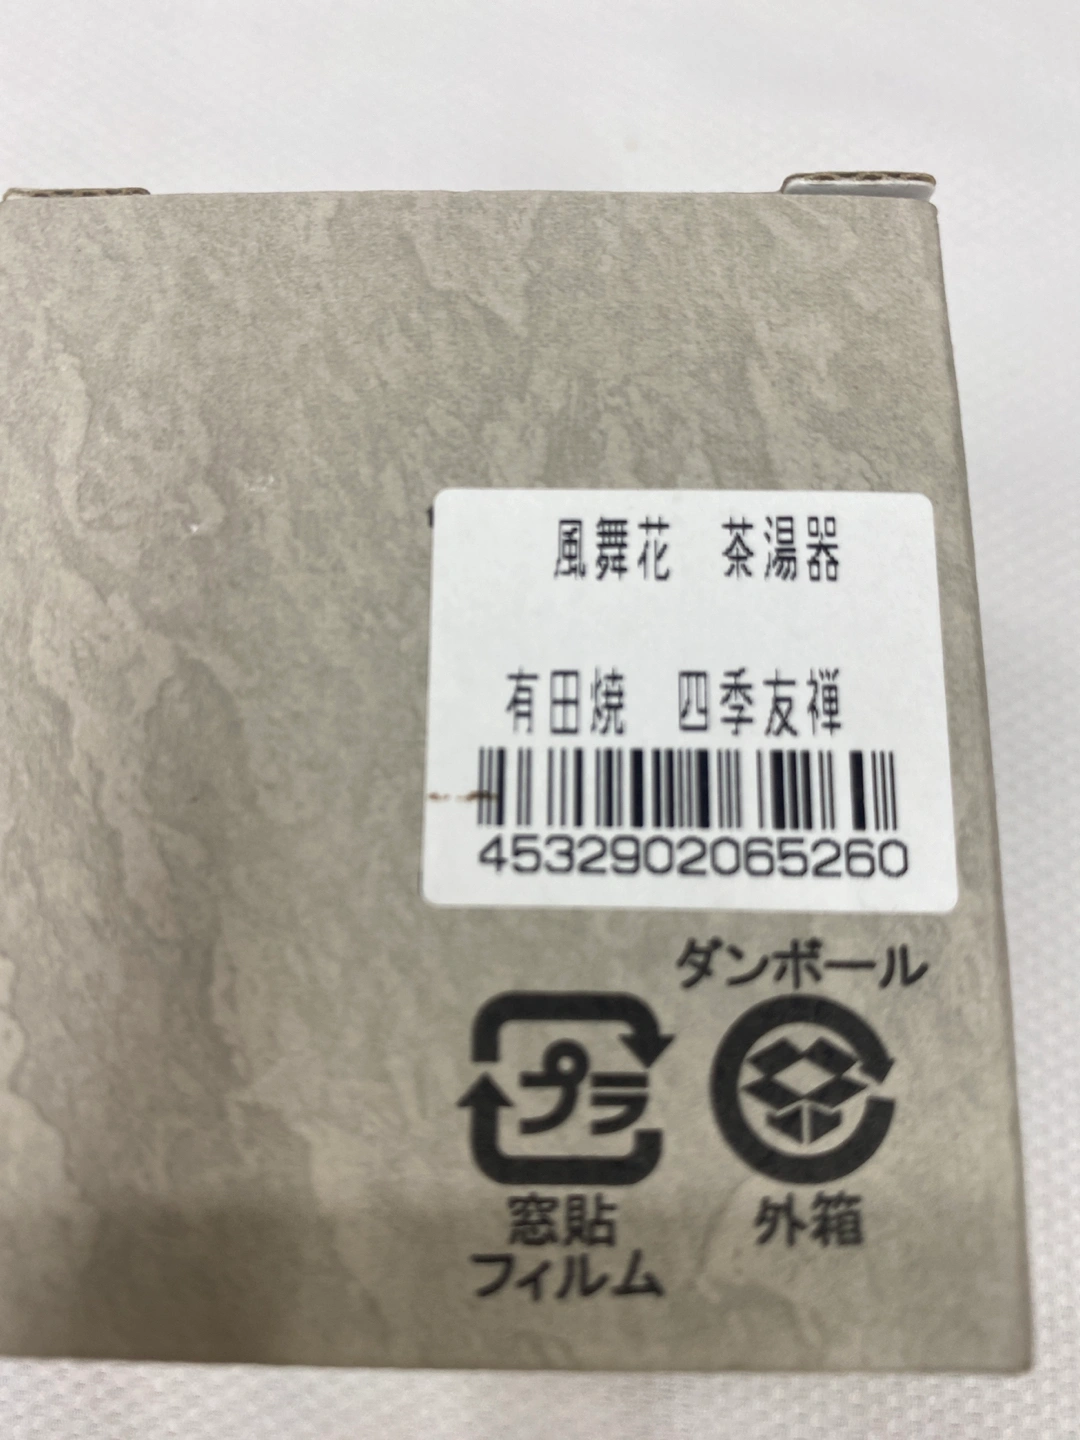 風舞花　茶湯器
有田焼　四季友禅
4532902065260
ダンボール
プラ
窓貼
フィルム
外箱